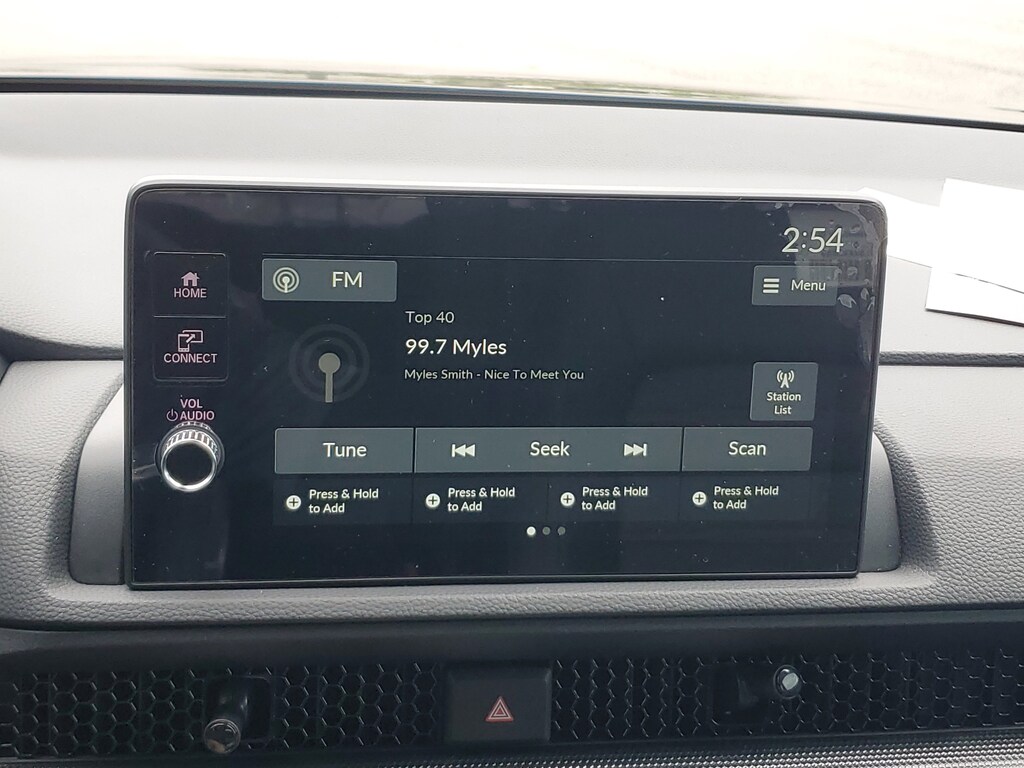 2:54
HOME
FM
Menu
Top 40
CONNECT
99.7 Myles
Myles Smith - Nice To Meet You
Station
List
VOL
AUDIO
Tune
Seek
Scan
Press & Hold
to Add
Press & Hold
to Add
Press & Hold
to Add
Press & Hold
to Add